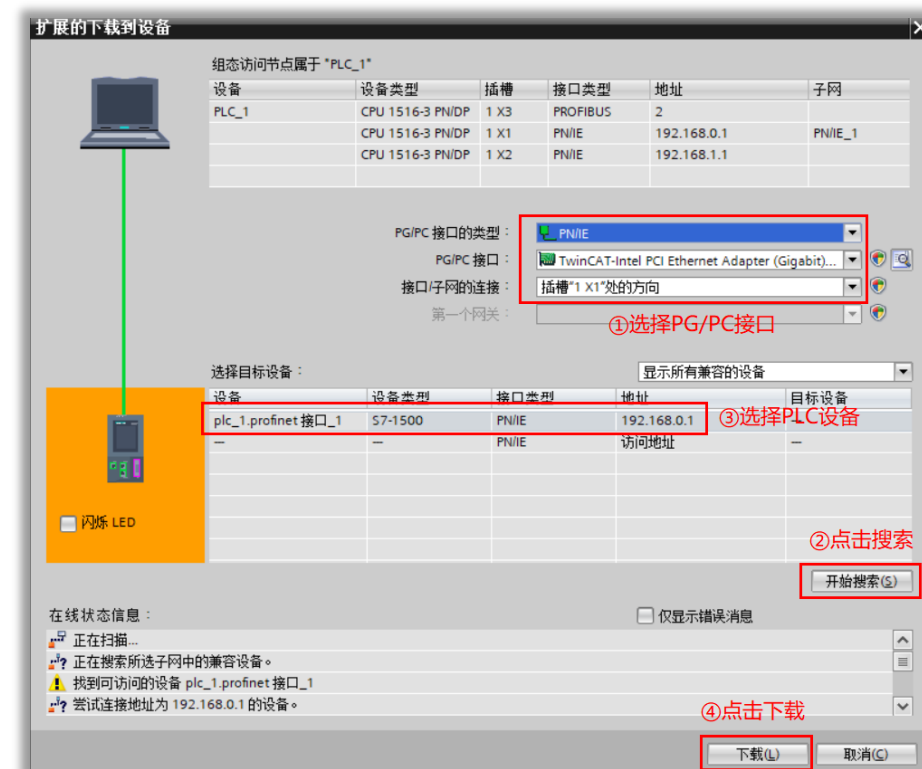 扩展的下载到设备
组态访问节点属于 "PLC_1"
设备 设备类型 插槽 接口类型 地址 子网
PLC_1 CPU 1516-3 PN/DP 1 X3 PROFIBUS 2
CPU 1516-3 PN/DP 1 X1 PN/IE 192.168.0.1 PN/IE_1
CPU 1516-3 PN/DP 1 X2 PN/IE 192.168.1.1
PG/PC 接口的类型： PN/IE
PG/PC 接口： TwinCAT-Intel PCI Ethernet Adapter (Gigabit)...
接口/子网的连接： 插槽"1 X1"处的方向
第一个网关：
①选择PG/PC接口
选择目标设备： 显示所有兼容的设备
设备 设备类型 接口类型 地址 目标设备
plc_1.profinet 接口_1 S7-1500 PN/IE 192.168.0.1 —
③选择PLC设备
— — PN/IE 访问地址 —
闪烁 LED
②点击搜索
开始搜索(S)
在线状态信息： 仅显示错误消息
正在扫描...
正在搜索所选子网中的兼容设备。
找到可访问的设备 plc_1.profinet 接口_1
尝试连接地址为 192.168.0.1 的设备。
④点击下载
下载(L) 取消(C)